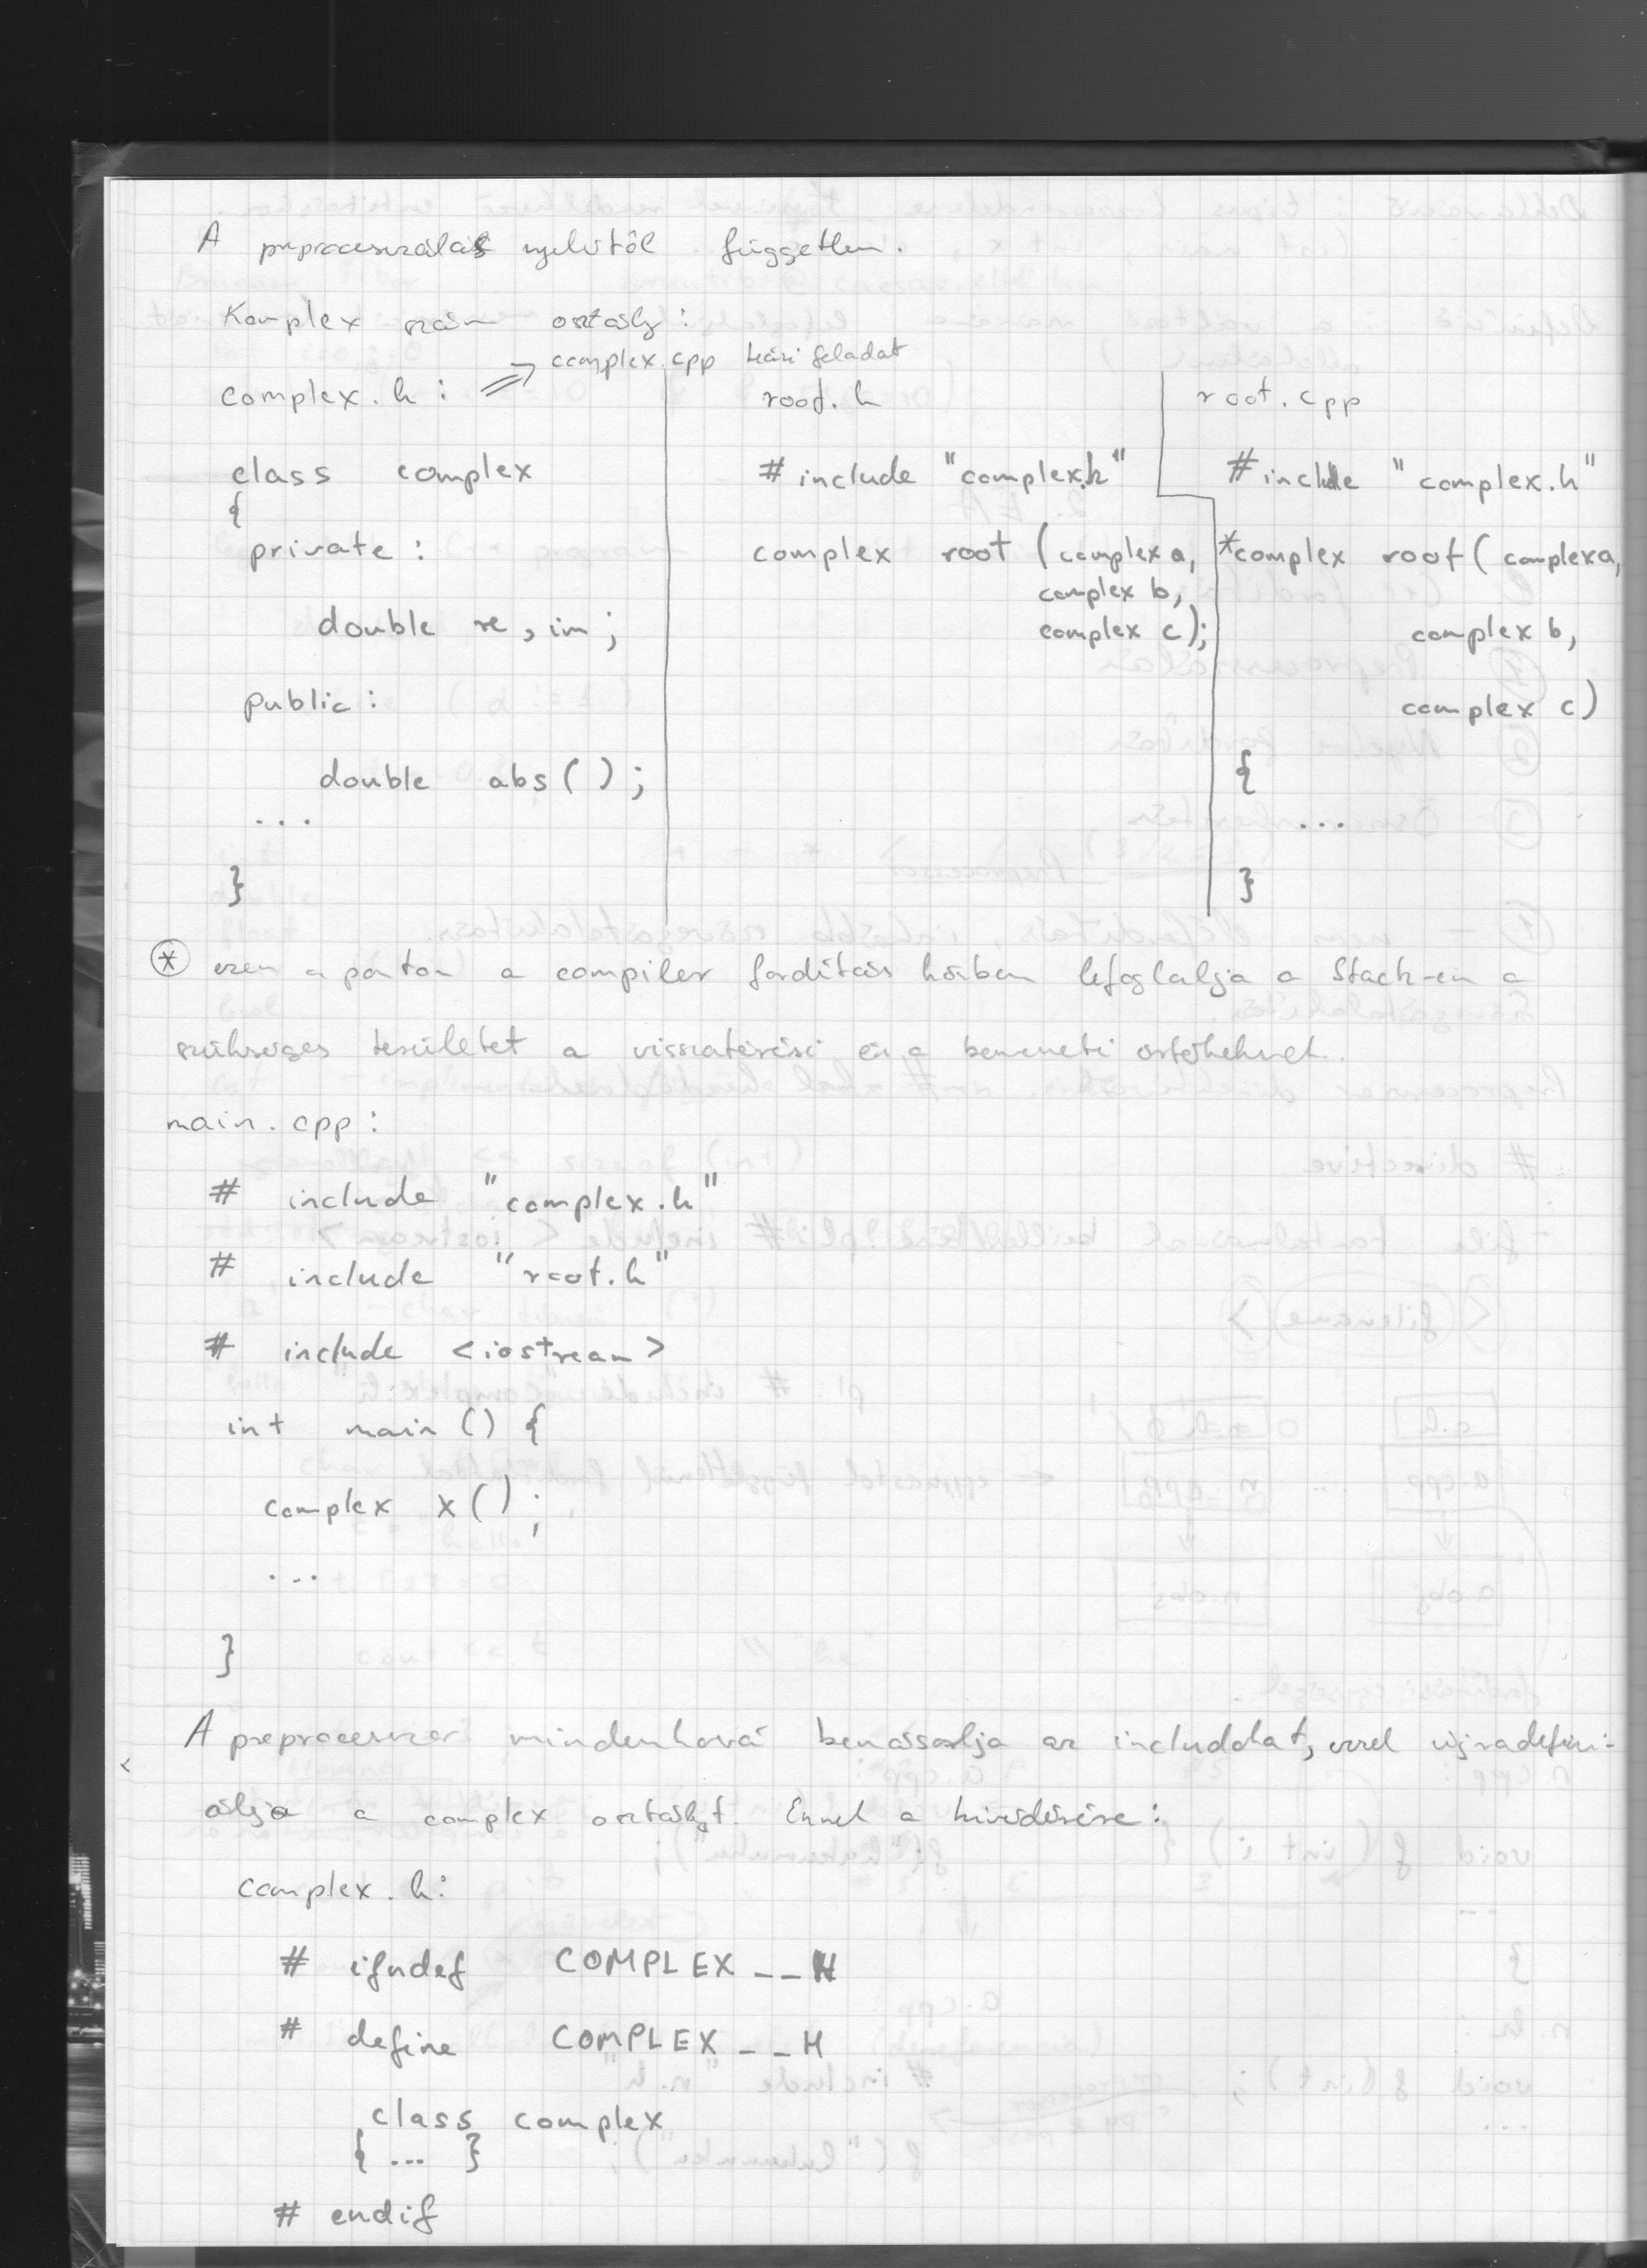 A preprocesszálás nyelvtől független.
Komplex szám osztály:
complex.h: ⇒ complex.cpp házi feladat
class complex
{
private:
double re, im;
public:
double abs();
...
}
root.h
# include "complex.h"
complex root (complex a,
complex b,
complex c);
root.cpp
# include "complex.h"
*complex root( complex a,
complex b,
complex c)
{
...
}
(*) ezen a ponton a compiler fordítás közben lefoglalja a Stack-en a
szükséges területet a visszatérési és a bemeneti értékeknek.
main.cpp:
# include "complex.h"
# include "root.h"
# include <iostream>
int main() {
complex x();
...
}
A preprocesszor mindenhová bemásolja az includokat, ezzel újradefini-
álja a complex osztályt. Ennek a kivédésére:
complex.h:
# ifndef COMPLEX__H
# define COMPLEX__H
class complex
{ ... }
# endif